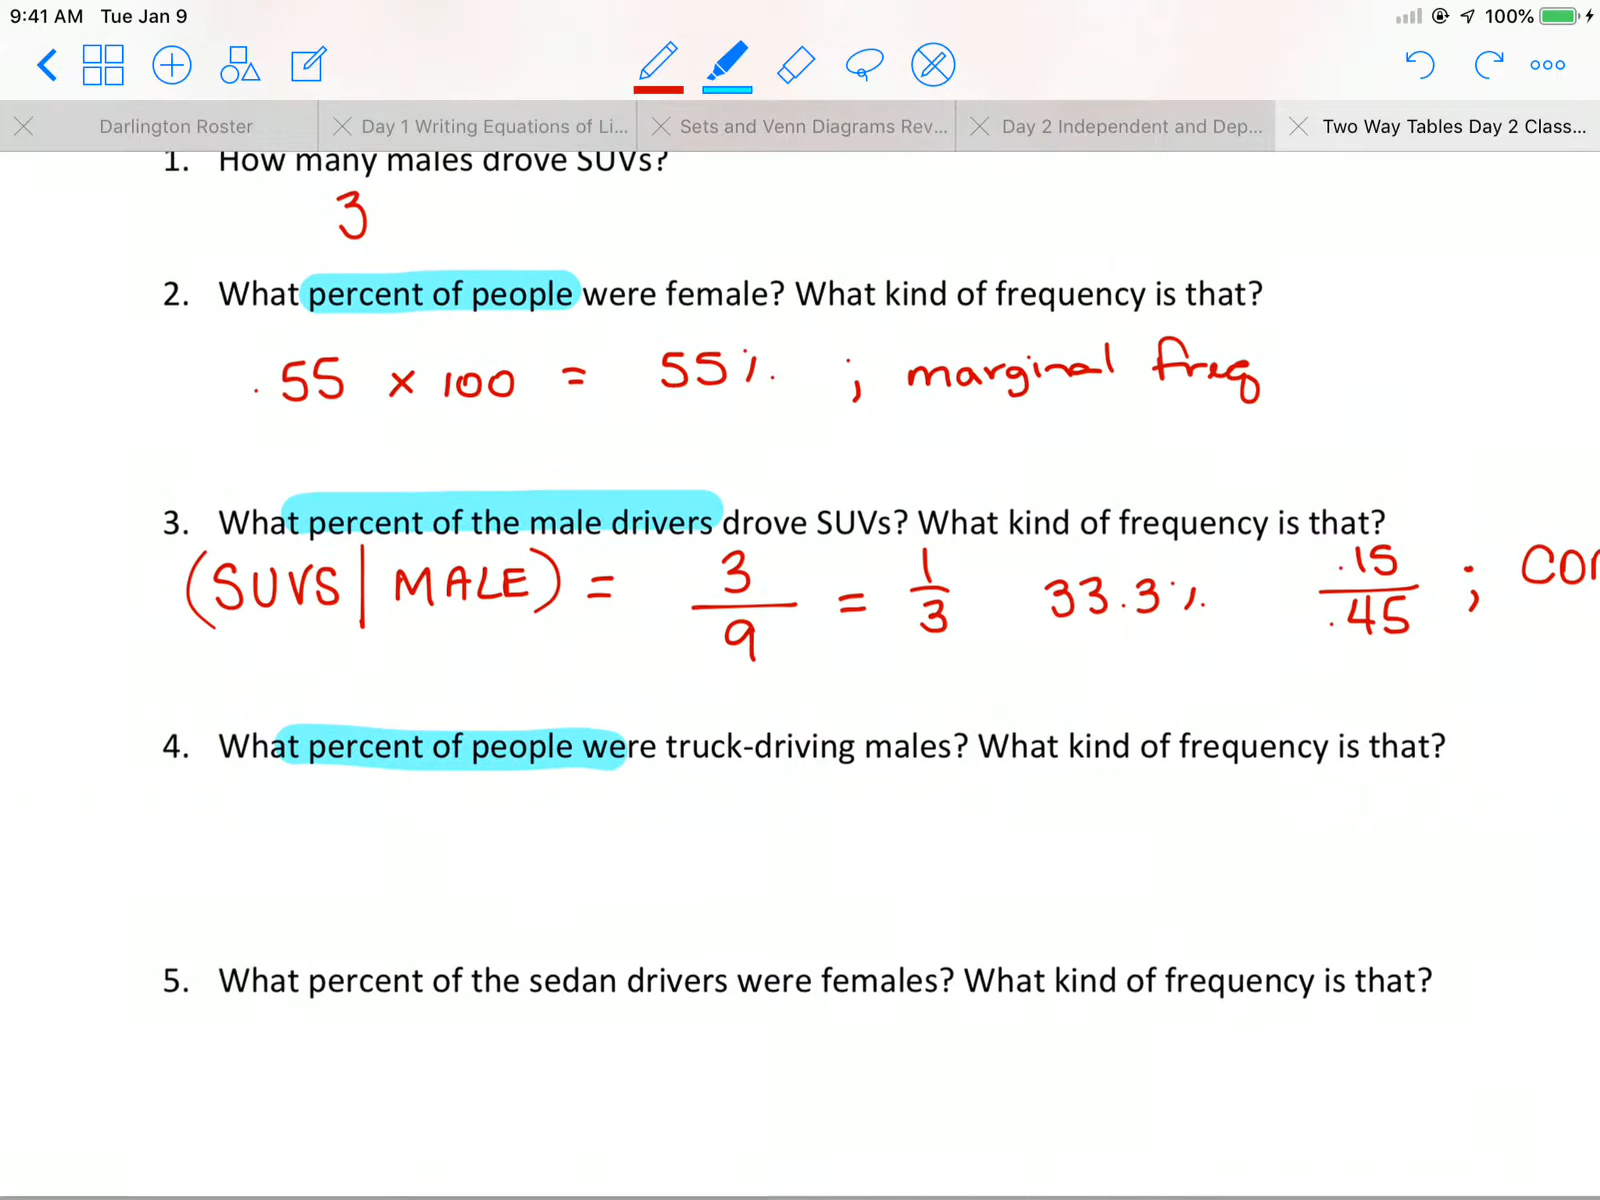 9:41 AM Tue Jan 9 100%
Darlington Roster Day 1 Writing Equations of Li... Sets and Venn Diagrams Rev... Day 2 Independent and Dep... Two Way Tables Day 2 Class...
1. How many males drove SUVs?
3
2. What percent of people were female? What kind of frequency is that?
.55 x 100 = 55% ; marginal freq
3. What percent of the male drivers drove SUVs? What kind of frequency is that?
(SUVS | MALE) = 3/9 = 1/3 33.3% .15/.45 ; con
4. What percent of people were truck-driving males? What kind of frequency is that?
5. What percent of the sedan drivers were females? What kind of frequency is that?